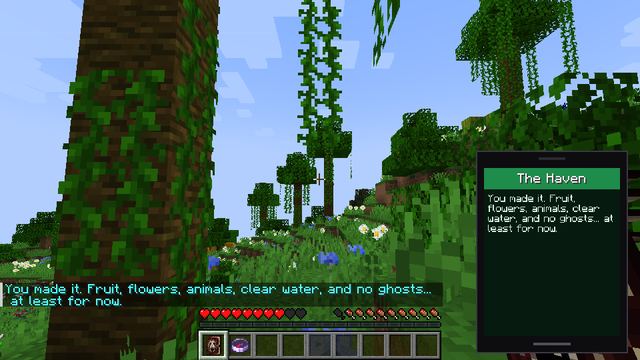 The Haven
You made it. Fruit,
flowers, animals, clear
water, and no ghosts... at
least for now.
You made it. Fruit, flowers, animals, clear water, and no ghosts...
at least for now.